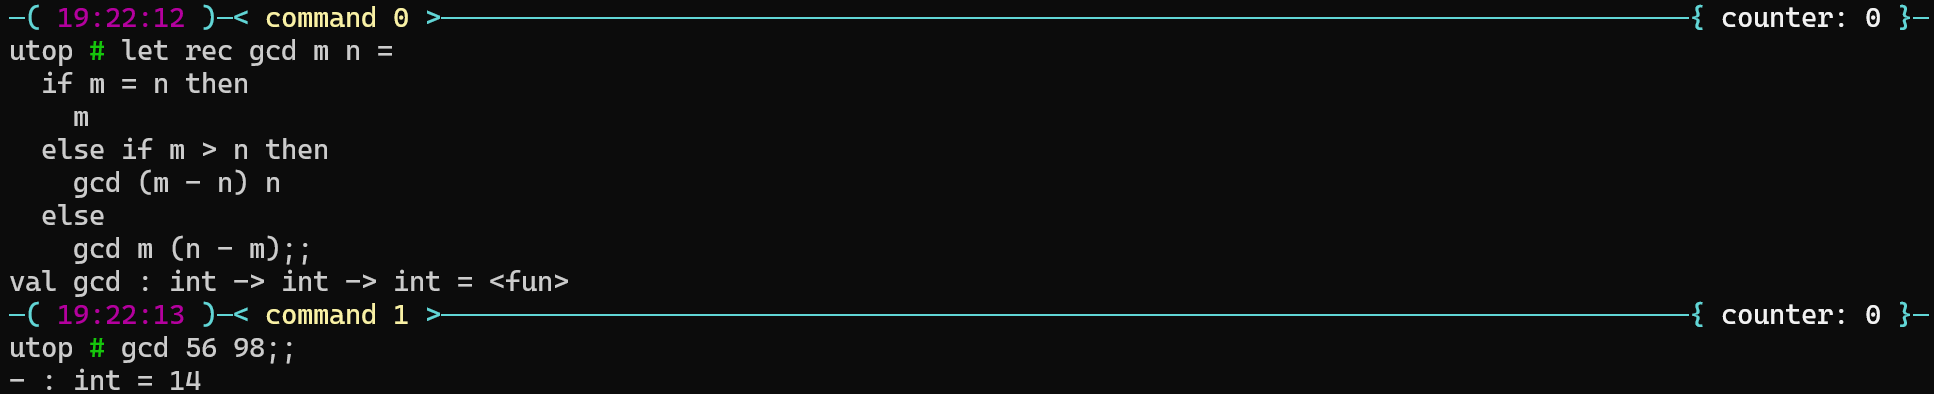 ─( 19:22:12 )─< command 0 >─{ counter: 0 }─
utop # let rec gcd m n =
  if m = n then
    m
  else if m > n then
    gcd (m - n) n
  else
    gcd m (n - m);;
val gcd : int -> int -> int = <fun>
─( 19:22:13 )─< command 1 >─{ counter: 0 }─
utop # gcd 56 98;;
- : int = 14